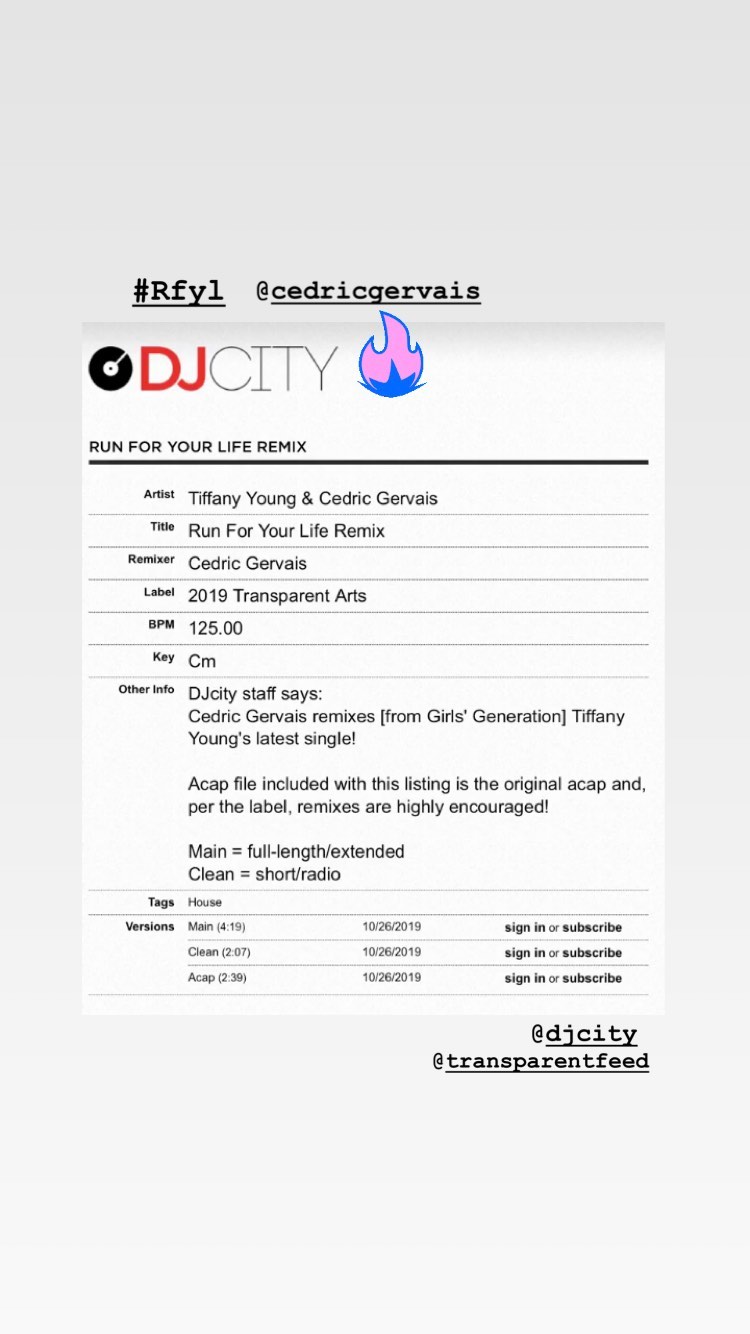 #Rfyl @cedricgervais
DJCITY
RUN FOR YOUR LIFE REMIX
Artist Tiffany Young & Cedric Gervais
Title Run For Your Life Remix
Remixer Cedric Gervais
Label 2019 Transparent Arts
BPM 125.00
Key Cm
Other Info DJcity staff says:
Cedric Gervais remixes [from Girls' Generation] Tiffany
Young's latest single!
Acap file included with this listing is the original acap and,
per the label, remixes are highly encouraged!
Main = full-length/extended
Clean = short/radio
Tags House
Versions Main (4:19) 10/26/2019 sign in or subscribe
Clean (2:07) 10/26/2019 sign in or subscribe
Acap (2:39) 10/26/2019 sign in or subscribe
@djcity
@transparentfeed